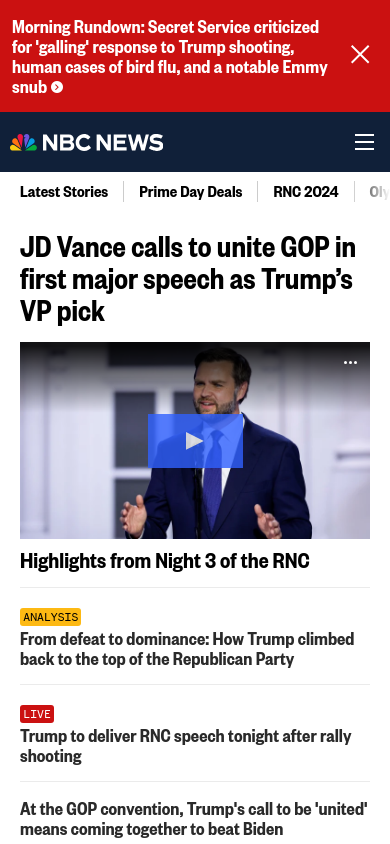 Morning Rundown: Secret Service criticized
for 'galling' response to Trump shooting,
human cases of bird flu, and a notable Emmy
snub
NBC NEWS
Latest Stories
Prime Day Deals
RNC 2024
Oly
JD Vance calls to unite GOP in
first major speech as Trump’s
VP pick
Highlights from Night 3 of the RNC
ANALYSIS
From defeat to dominance: How Trump climbed
back to the top of the Republican Party
LIVE
Trump to deliver RNC speech tonight after rally
shooting
At the GOP convention, Trump's call to be 'united'
means coming together to beat Biden